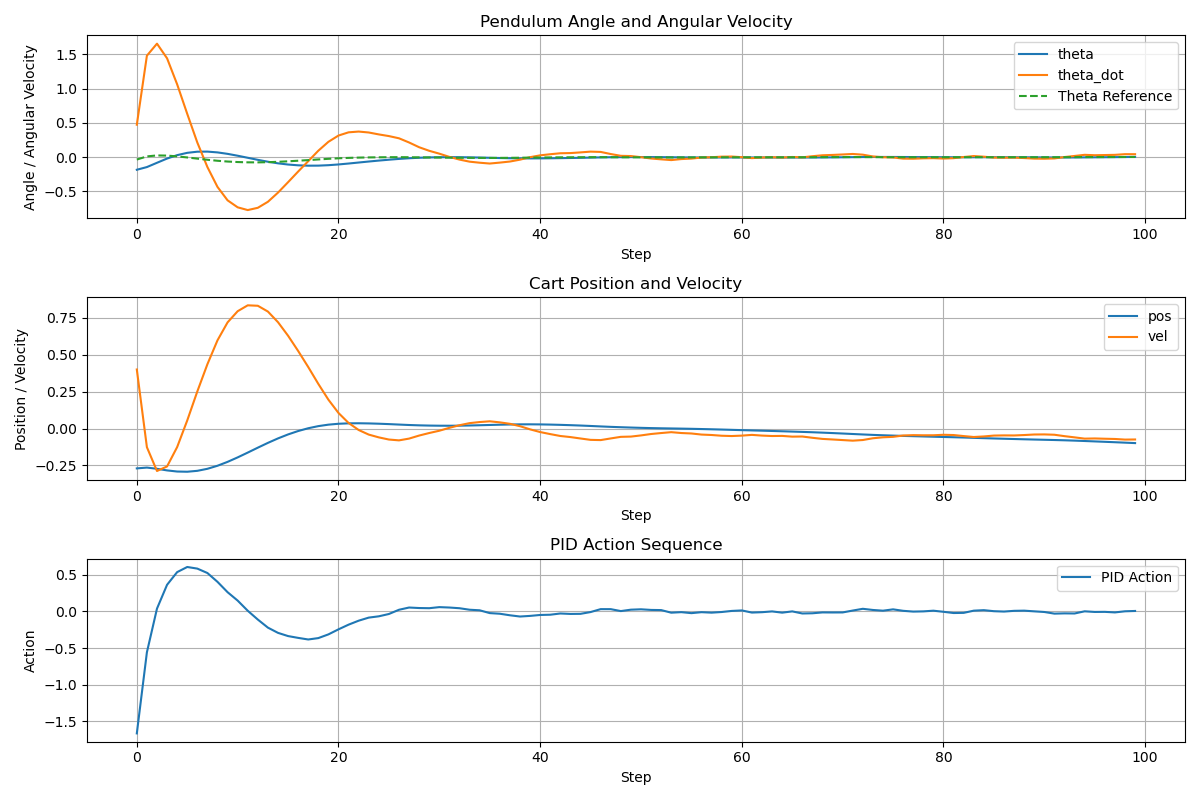 Pendulum Angle and Angular Velocity
Angle / Angular Velocity
1.5
1.0
0.5
0.0
−0.5
theta
theta_dot
Theta Reference
0 20 40 60 80 100
Step
Cart Position and Velocity
Position / Velocity
0.75
0.50
0.25
0.00
−0.25
pos
vel
0 20 40 60 80 100
Step
PID Action Sequence
Action
0.5
0.0
−0.5
−1.0
−1.5
PID Action
0 20 40 60 80 100
Step